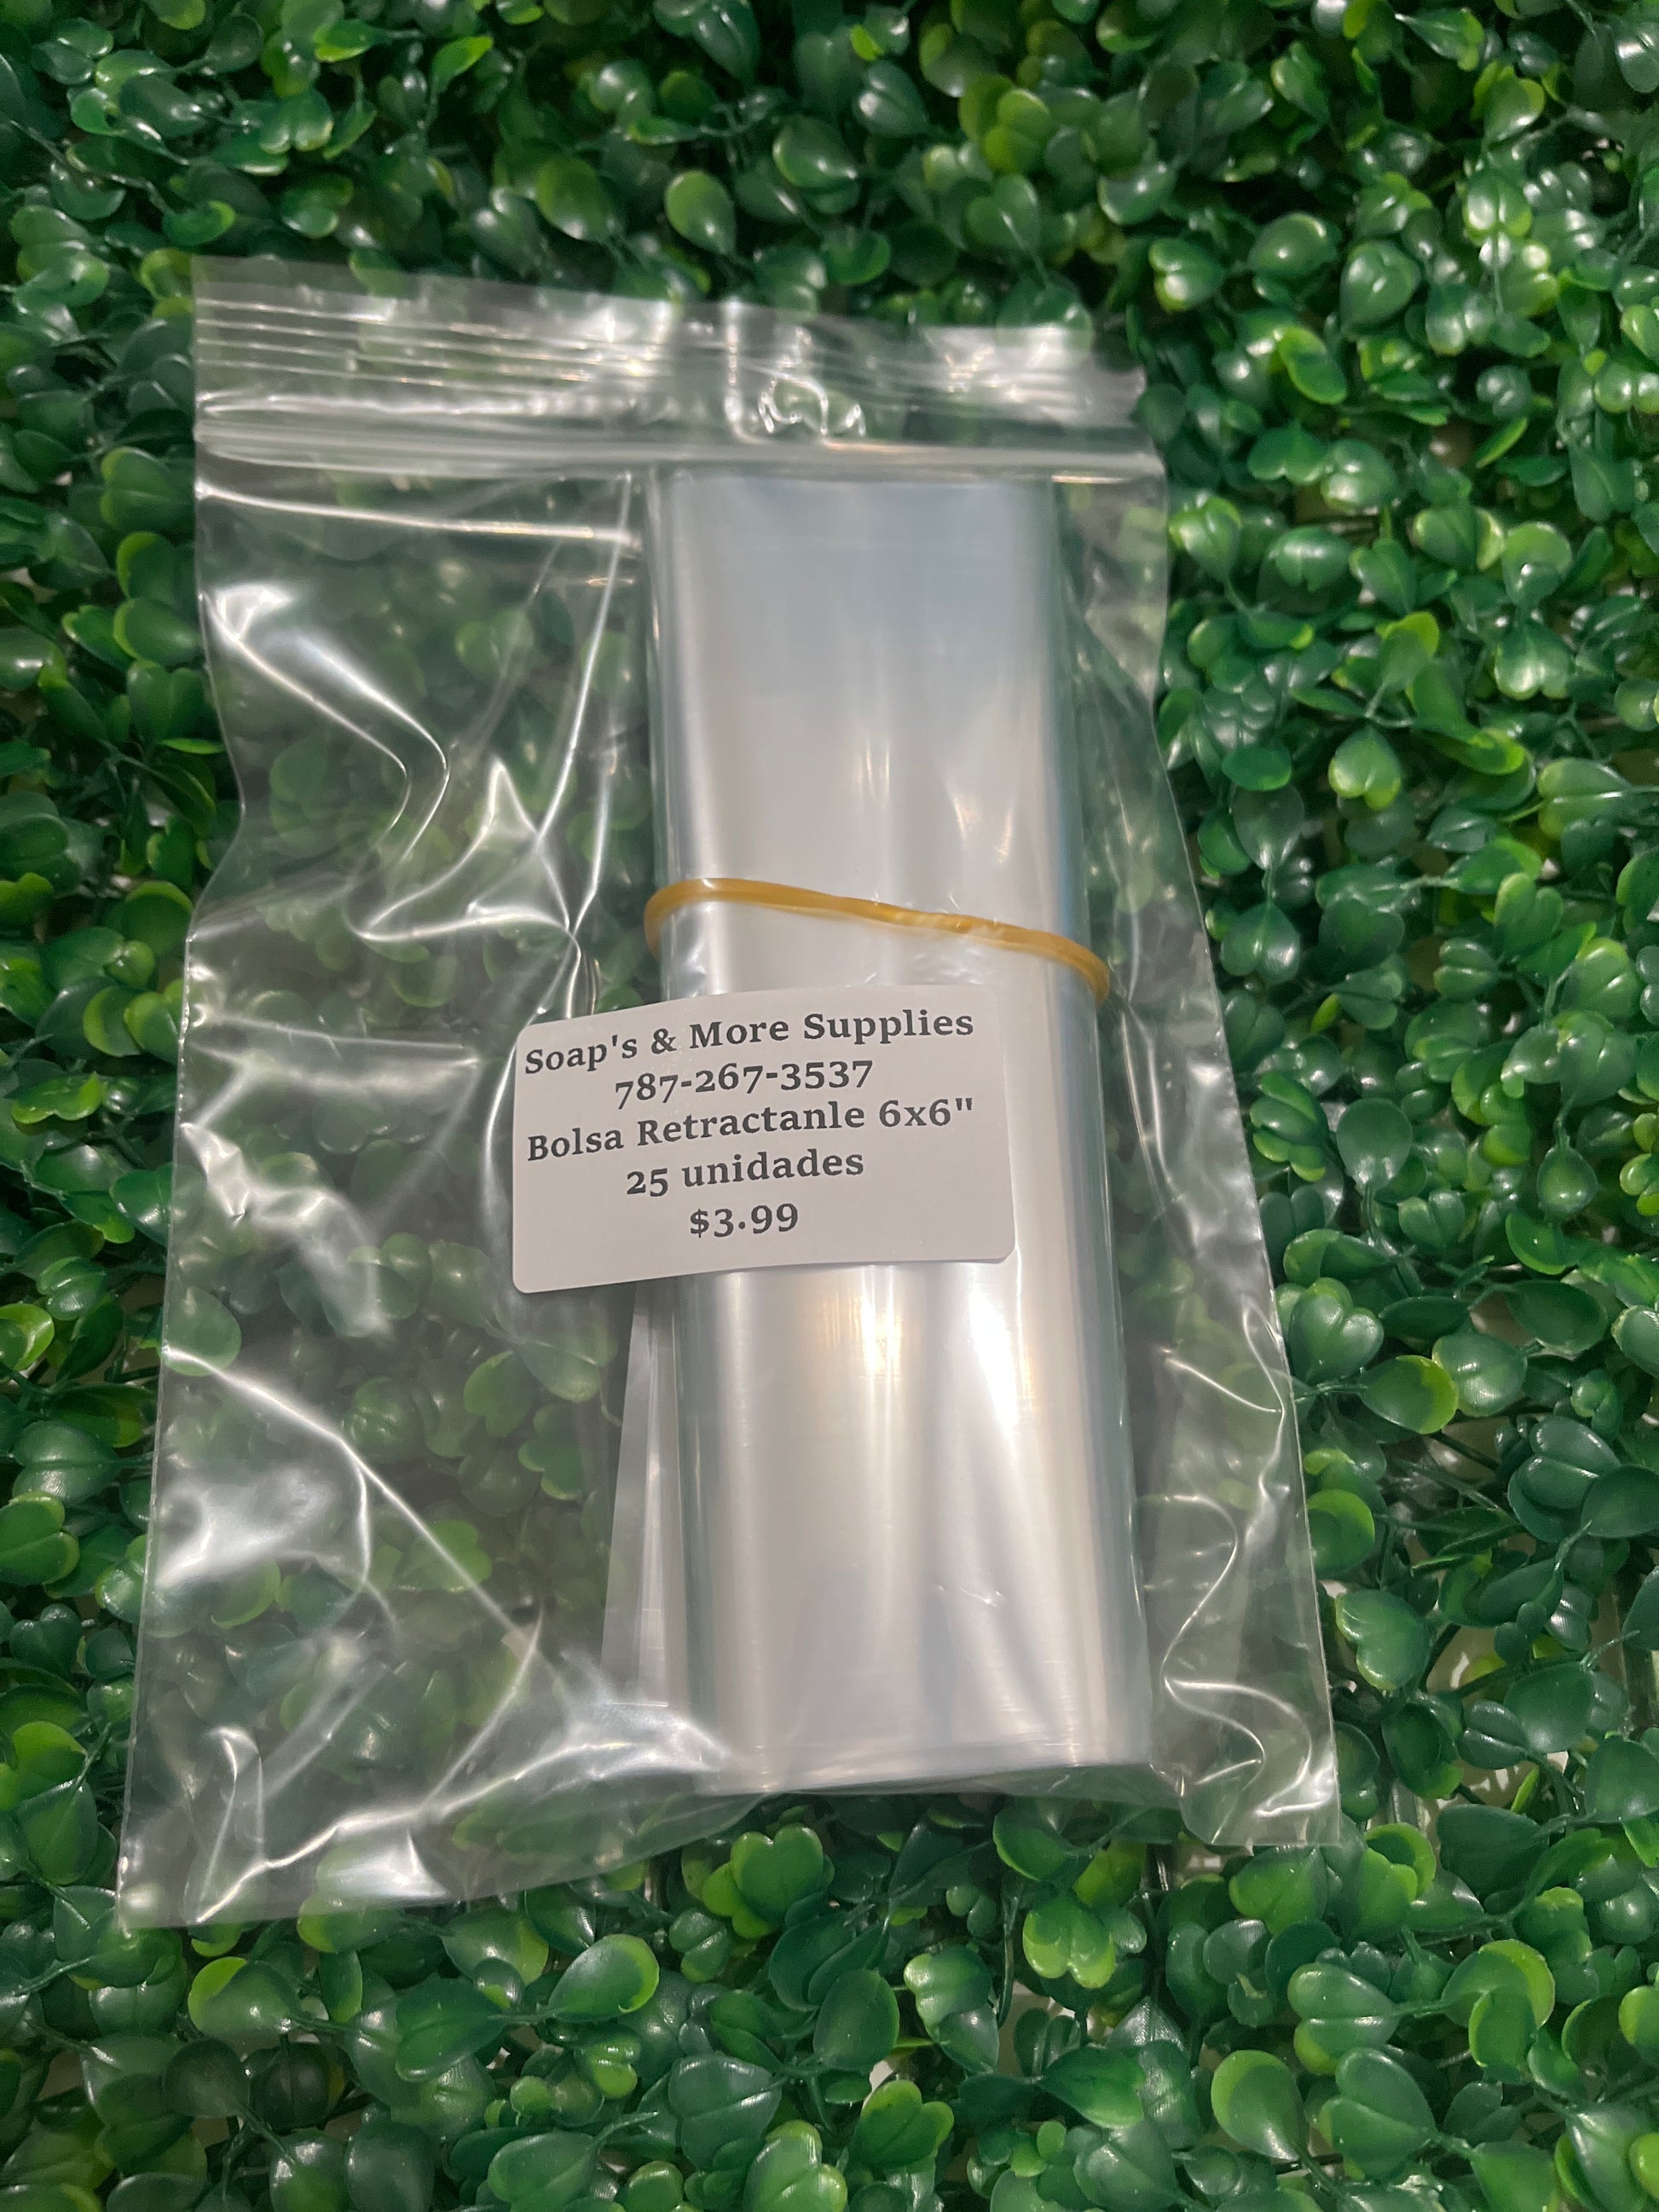 Soap's & More Supplies
787-267-3537
Bolsa Retractanle 6x6"
25 unidades
$3.99